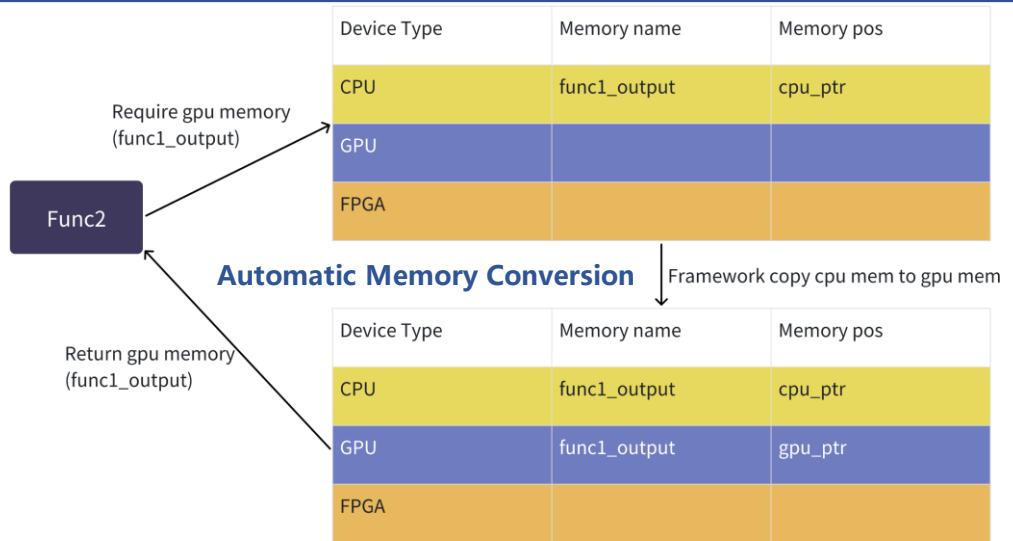 Device Type Memory name Memory pos
CPU func1_output cpu_ptr
Require gpu memory
(func1_output)
GPU
FPGA
Func2
Automatic Memory Conversion
Framework copy cpu mem to gpu mem
Device Type Memory name Memory pos
Return gpu memory
(func1_output)
CPU func1_output cpu_ptr
GPU func1_output gpu_ptr
FPGA